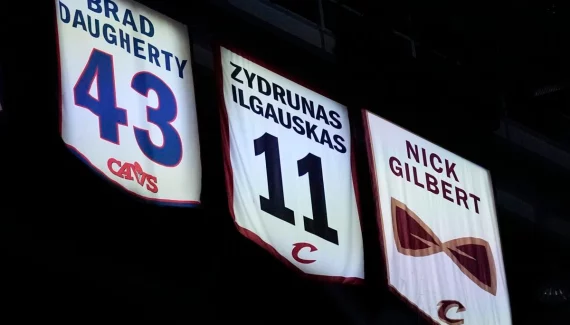 BRAD
DAUGHERTY
43
CAVS
ZYDRUNAS
ILGAUSKAS
11
C
NICK
GILBERT
C